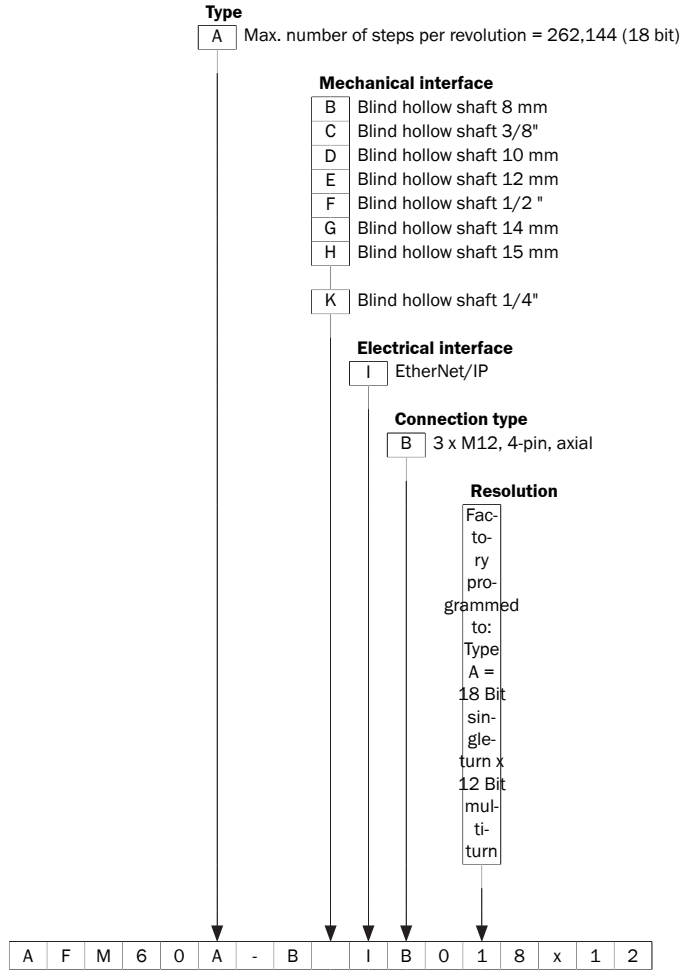 Type
A Max. number of steps per revolution = 262,144 (18 bit)
Mechanical interface
B Blind hollow shaft 8 mm
C Blind hollow shaft 3/8"
D Blind hollow shaft 10 mm
E Blind hollow shaft 12 mm
F Blind hollow shaft 1/2 "
G Blind hollow shaft 14 mm
H Blind hollow shaft 15 mm
K Blind hollow shaft 1/4"
Electrical interface
I EtherNet/IP
Connection type
B 3 x M12, 4-pin, axial
Resolution
Fac-
to-
ry
pro-
grammed
to:
Type
A =
18 Bit
sin-
gle-
turn x
12 Bit
mul-
ti-
turn
A F M 6 0 A - B I B 0 1 8 x 1 2